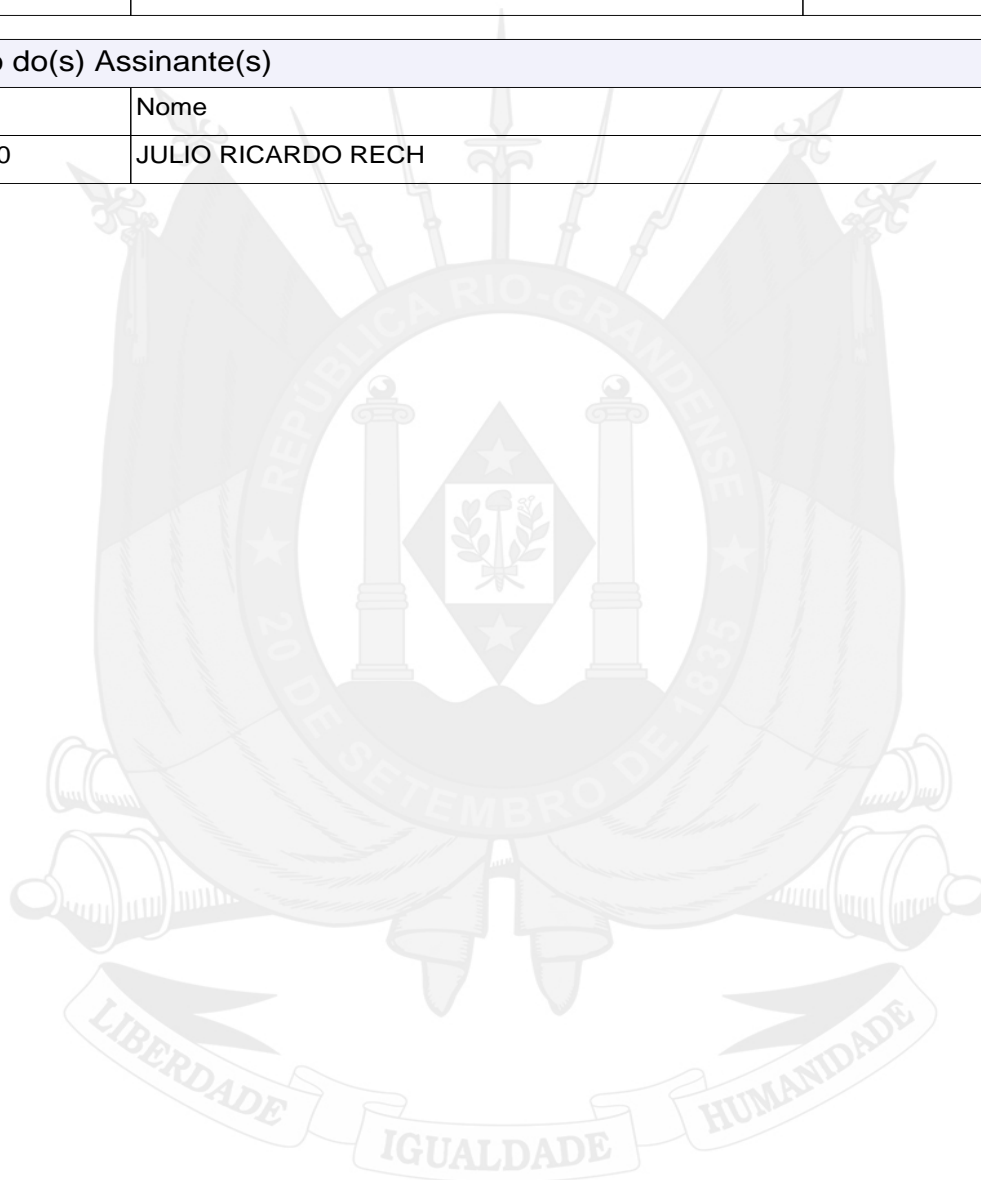 o do(s) Assinante(s)
Nome
0 JULIO RICARDO RECH
REPÚBLICA RIO-GRANDENSE
★ 20 DE SETEMBRO DE 1835 ★
LIBERDADE IGUALDADE HUMANIDADE